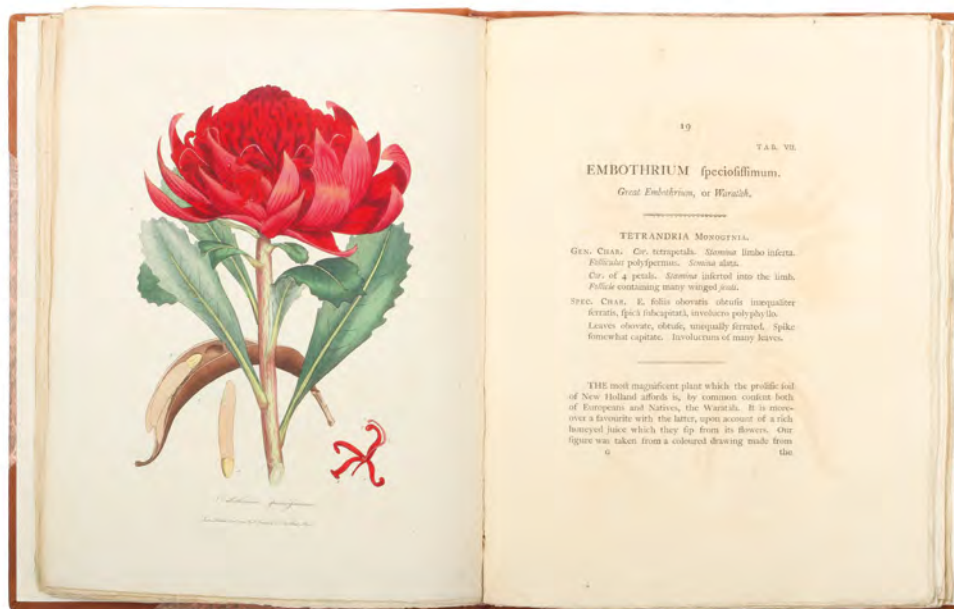 Embothrium speciosissimum
19
TAB. VII.
EMBOTHRIUM ſpecioſiſſimum.
Great Embothrium, or Waratāh.
TETRANDRIA MONOGYNIA.
GEN. CHAR. Cor. tetrapetala. Stamina limbo inſerta.
Folliculus polyſpermus. Semina alata.
Cor. of 4 petals. Stamina inſerted into the limb.
Follicle containing many winged ſeeds.
SPEC. CHAR. E. foliis obovatis obtuſis inæqualiter
ſerratis, ſpicâ ſubcapitatâ, involucro polyphyllo.
Leaves obovate, obtuſe, unequally ſerrated. Spike
ſomewhat capitate. Involucrum of many leaves.
THE moſt magnificent plant which the prolific ſoil
of New Holland affords is, by common conſent both
of Europeans and Natives, the Waratāh. It is more-
over a favourite with the latter, upon account of a rich
honeyed juice which they ſip from its flowers. Our
figure was taken from a coloured drawing made from
G the